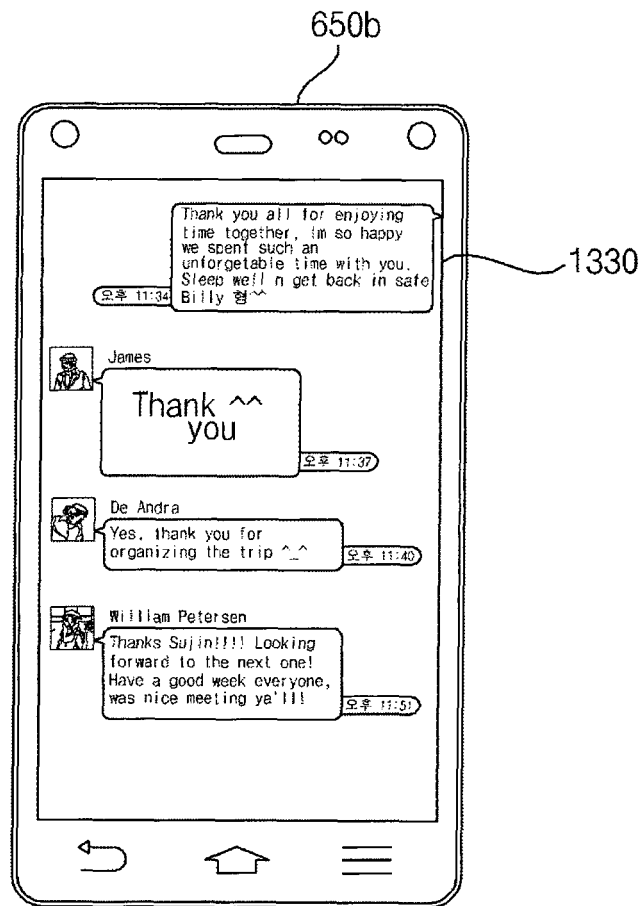 650b
1330
Thank you all for enjoying
time together, Im so happy
we spent such an
unforgetable time with you.
Sleep well n get back in safe
Billy 형^^
오후 11:34
James
Thank ^^
you
오후 11:37
De Andra
Yes, thank you for
organizing the trip ^_^
오후 11:40
William Petersen
Thanks Sujin!!!! Looking
forward to the next one!
Have a good week everyone,
was nice meeting ya'll!
오후 11:51